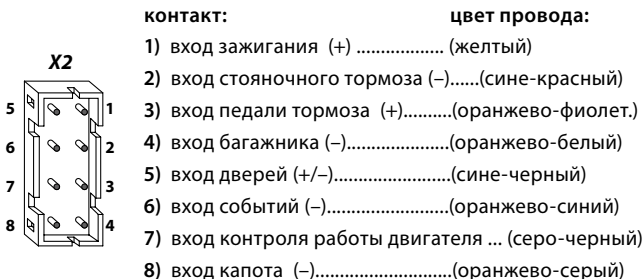 контакт: цвет провода:
X2
1) вход зажигания (+) .................. (желтый)
2) вход стояночного тормоза (–)......(сине-красный)
3) вход педали тормоза (+)..........(оранжево-фиолет.)
4) вход багажника (–)......................(оранжево-белый)
5) вход дверей (+/–)........................(сине-черный)
6) вход событий (–).........................(оранжево-синий)
7) вход контроля работы двигателя ... (серо-черный)
8) вход капота (–)............................(оранжево-серый)
5 1
6 2
7 3
8 4